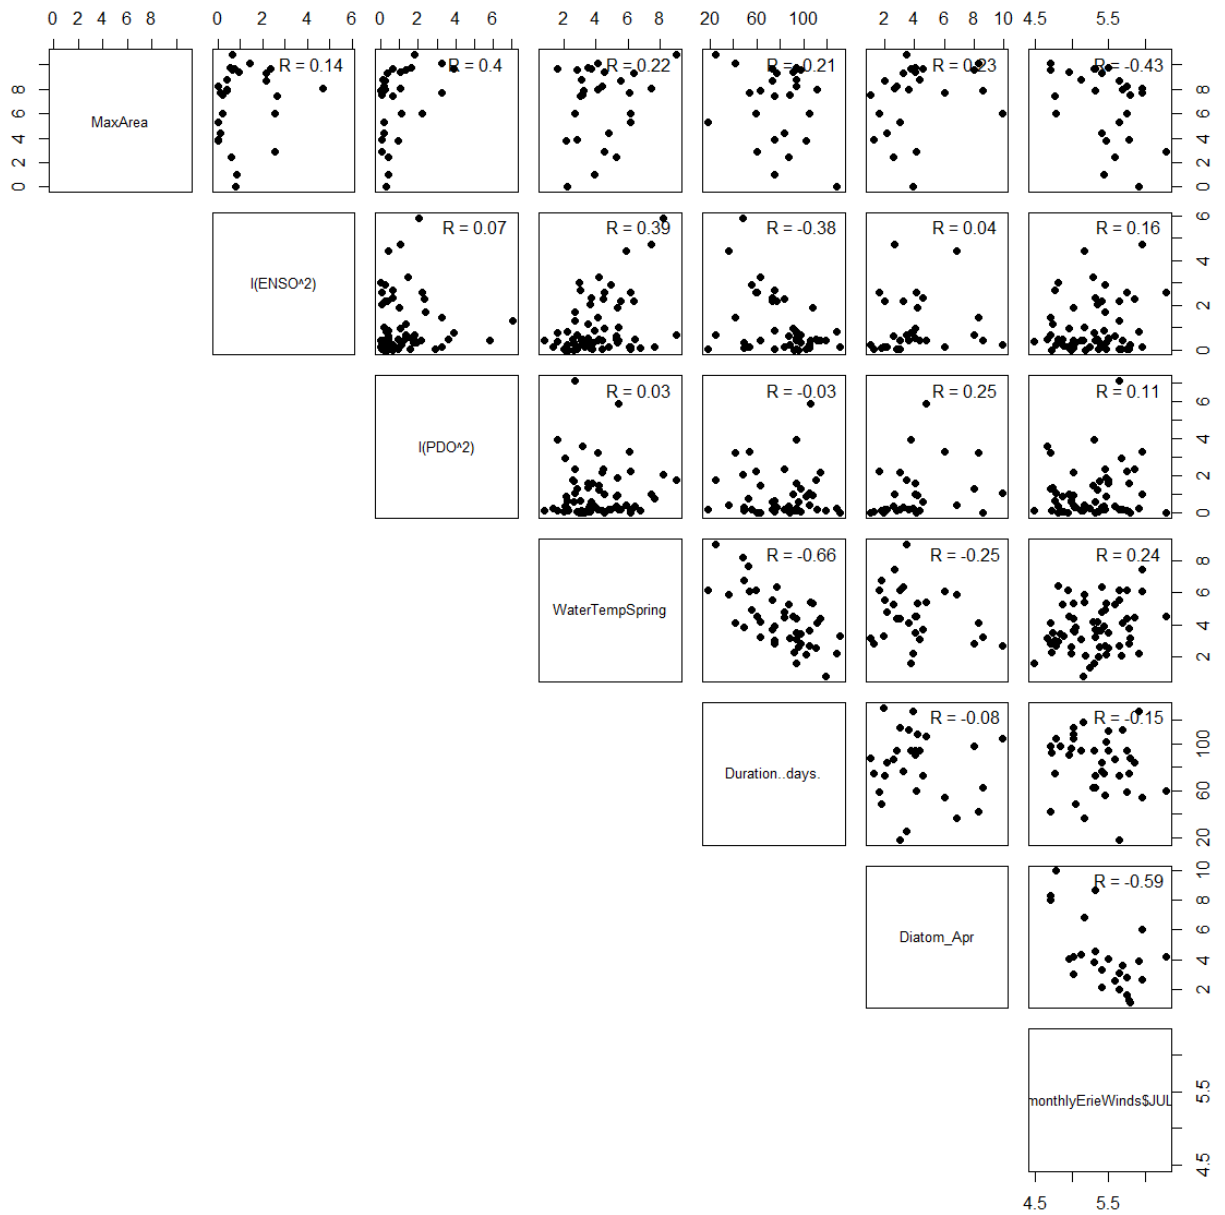 0 2 4 6 8 0 2 4 6 0 2 4 6 2 4 6 8 20 60 100 2 4 6 8 10 4.5 5.5
MaxArea
0 2 4 6 8
R = 0.14
R = 0.4
R = 0.22
R = -0.21
R = 0.23
R = -0.43
I(ENSO^2)
R = 0.07
R = 0.39
R = -0.38
R = 0.04
R = 0.16
0 2 4 6
I(PDO^2)
R = 0.03
R = -0.03
R = 0.25
R = 0.11
0 2 4 6
WaterTempSpring
R = -0.66
R = -0.25
R = 0.24
2 4 6 8
Duration..days.
R = -0.08
R = -0.15
20 60 100
Diatom_Apr
R = -0.59
2 4 6 8 10
monthlyErieWinds$JUL
4.5 5.5
4.5 5.5